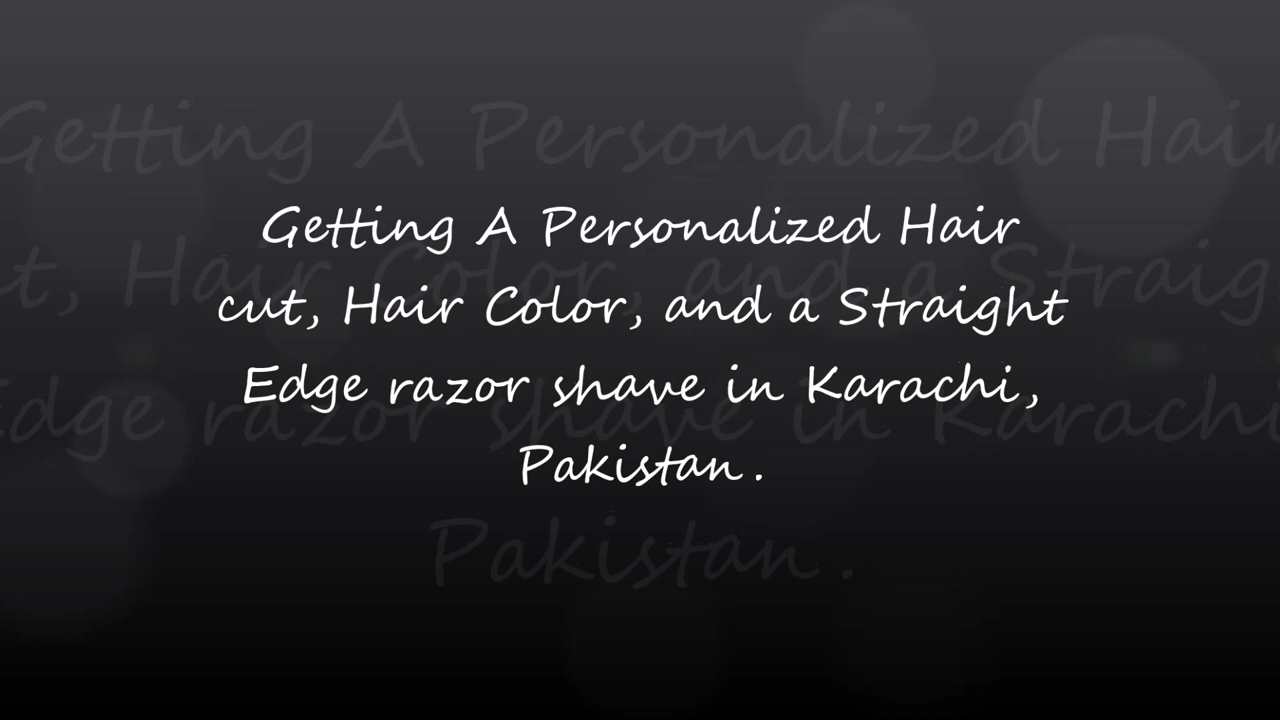 Getting A Personalized Hair
cut, Hair Color, and a Straight
Edge razor shave in Karachi,
Pakistan.